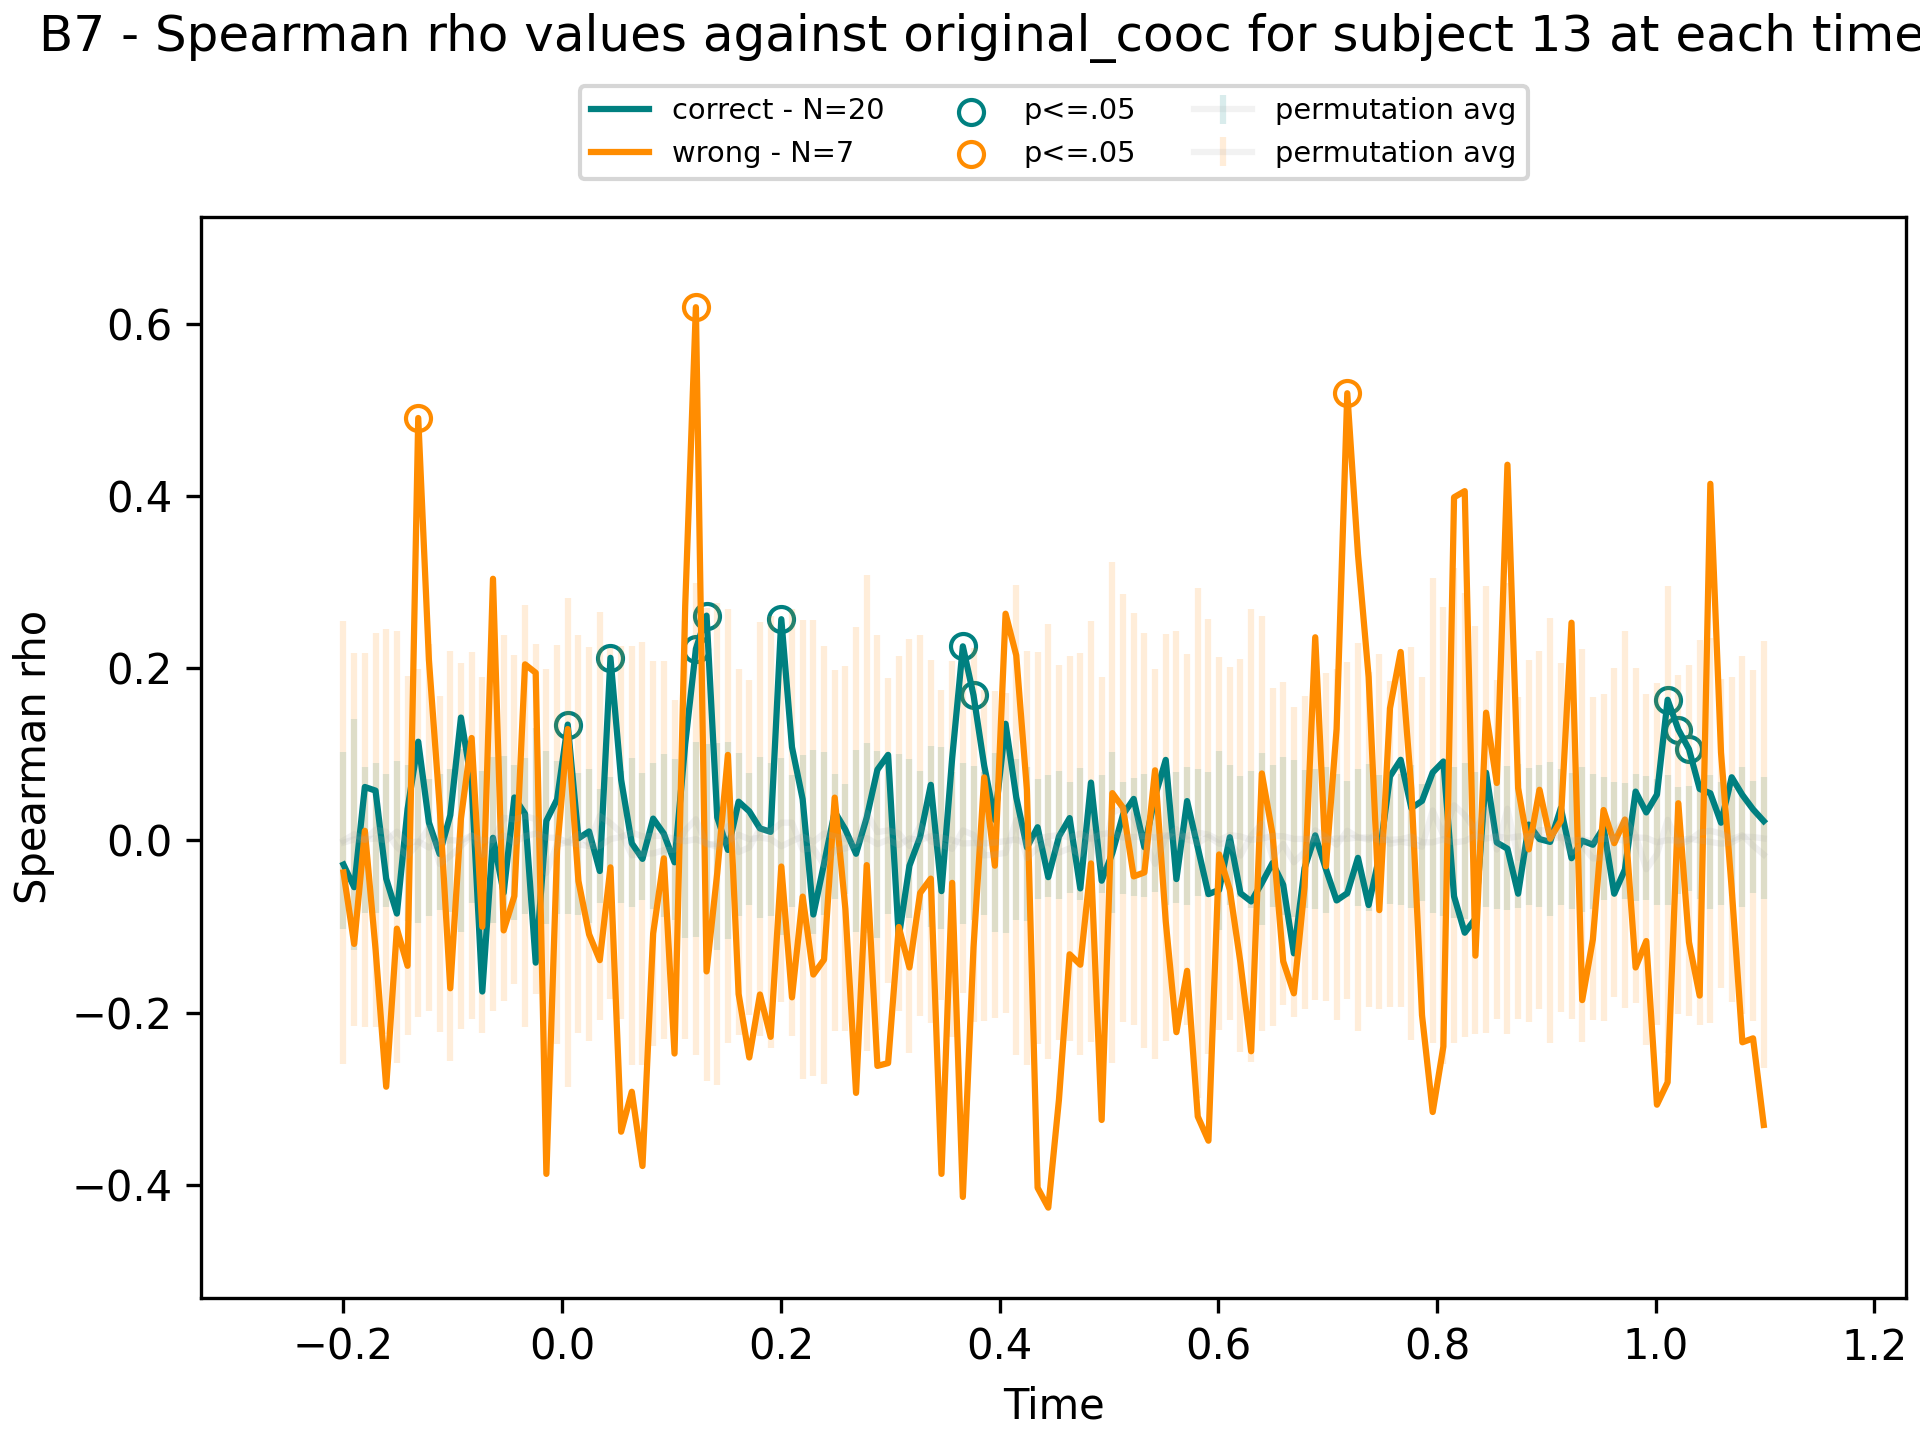 B7 - Spearman rho values against original_cooc for subject 13 at each time
correct - N=20
wrong - N=7
p<=.05
p<=.05
permutation avg
permutation avg
Spearman rho
0.6
0.4
0.2
0.0
−0.2
−0.4
−0.2
0.0
0.2
0.4
0.6
0.8
1.0
1.2
Time